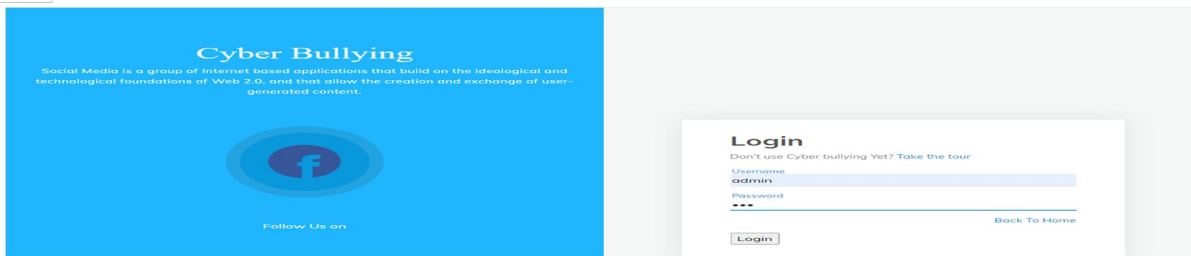 Cyber Bullying
Social Media is a group of Internet based applications that build on the ideological and
technological foundations of Web 2.0, and that allow the creation and exchange of user-
generated content.
Follow Us on
Login
Don't use Cyber bullying Yet? Take the tour
Username
admin
Password
•••
Back To Home
Login